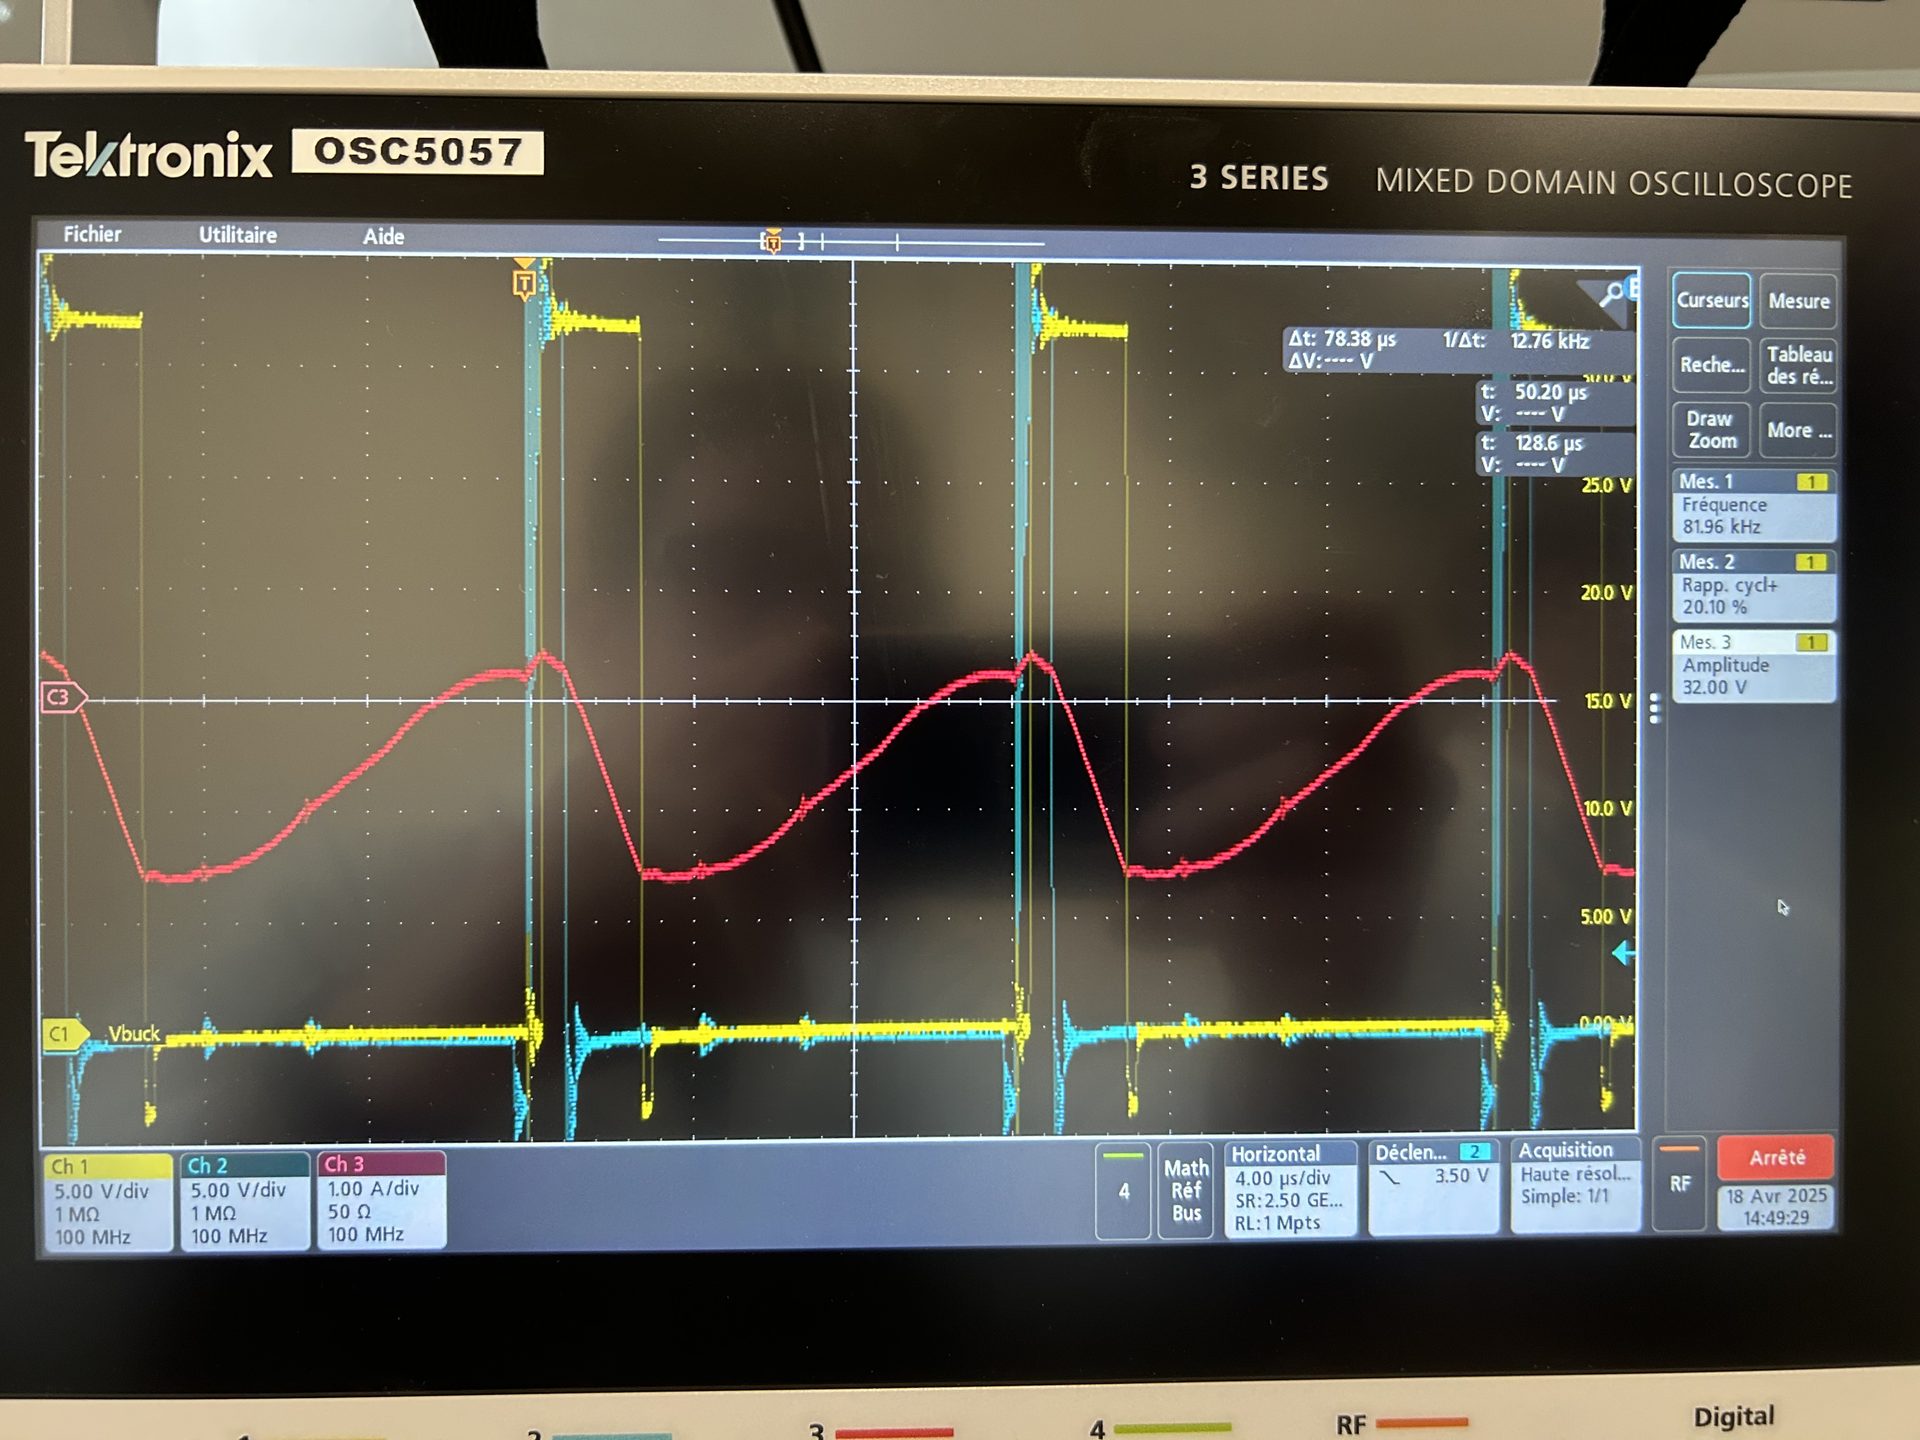 Tektronix OSC5057
3 SERIES MIXED DOMAIN OSCILLOSCOPE
Fichier Utilitaire Aide
T
T
Δt: 78.38 µs 1/Δt: 12.76 kHz
ΔV:---- V
t: 50.20 µs
V: ---- V
t: 128.6 µs
V: ---- V
25.0 V
20.0 V
15.0 V
10.0 V
5.00 V
0.00 V
C3
C1 Vbuck
Curseurs Mesure
Reche... Tableau
des ré...
Draw
Zoom
More ...
Mes. 1 1
Fréquence
81.96 kHz
Mes. 2 1
Rapp. cycl+
20.10 %
Mes. 3 1
Amplitude
32.00 V
Ch 1
5.00 V/div
1 MΩ
100 MHz
Ch 2
5.00 V/div
1 MΩ
100 MHz
Ch 3
1.00 A/div
50 Ω
100 MHz
4
Math
Réf
Bus
Horizontal
4.00 µs/div
SR:2.50 GE...
RL:1 Mpts
Déclen... 2
3.50 V
Acquisition
Haute résol...
Simple: 1/1
RF
Arrêté
18 Avr 2025
14:49:29
3 4 RF Digital